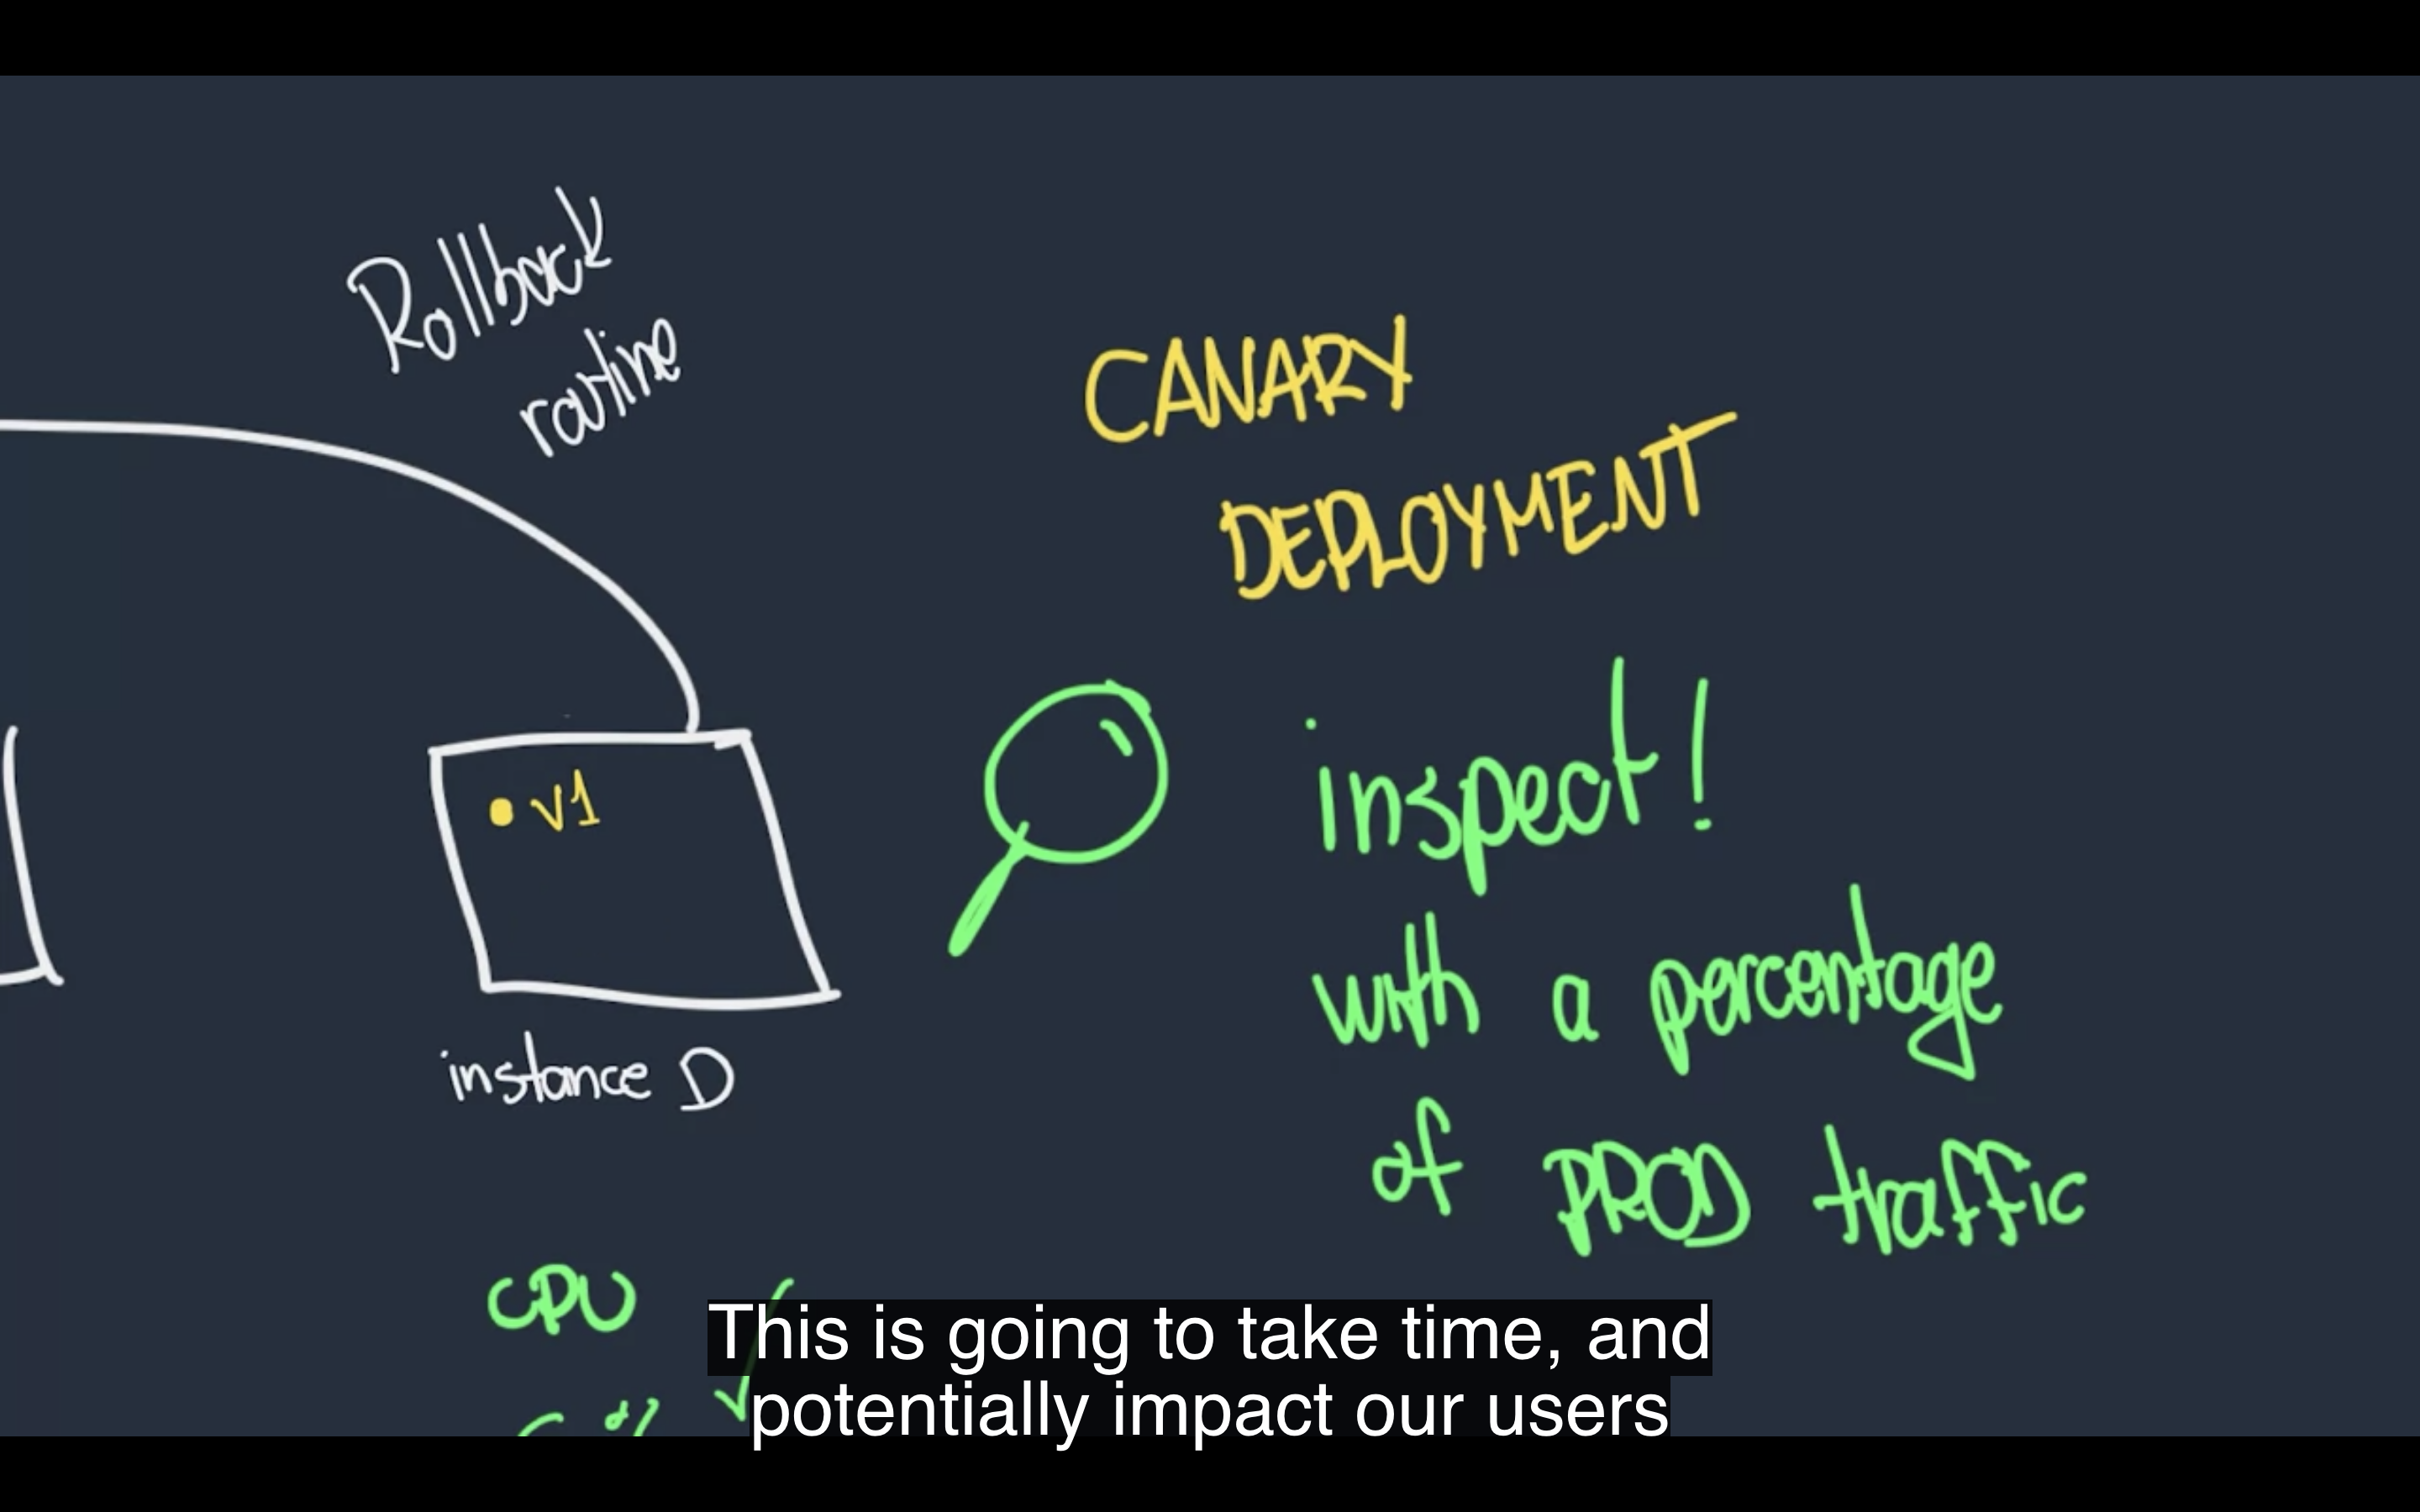 Rollback
routine
CANARY
DEPLOYMENT
inspect!
with a percentage
of PROD traffic
• v1
instance D
CPU
This is going to take time, and
potentially impact our users